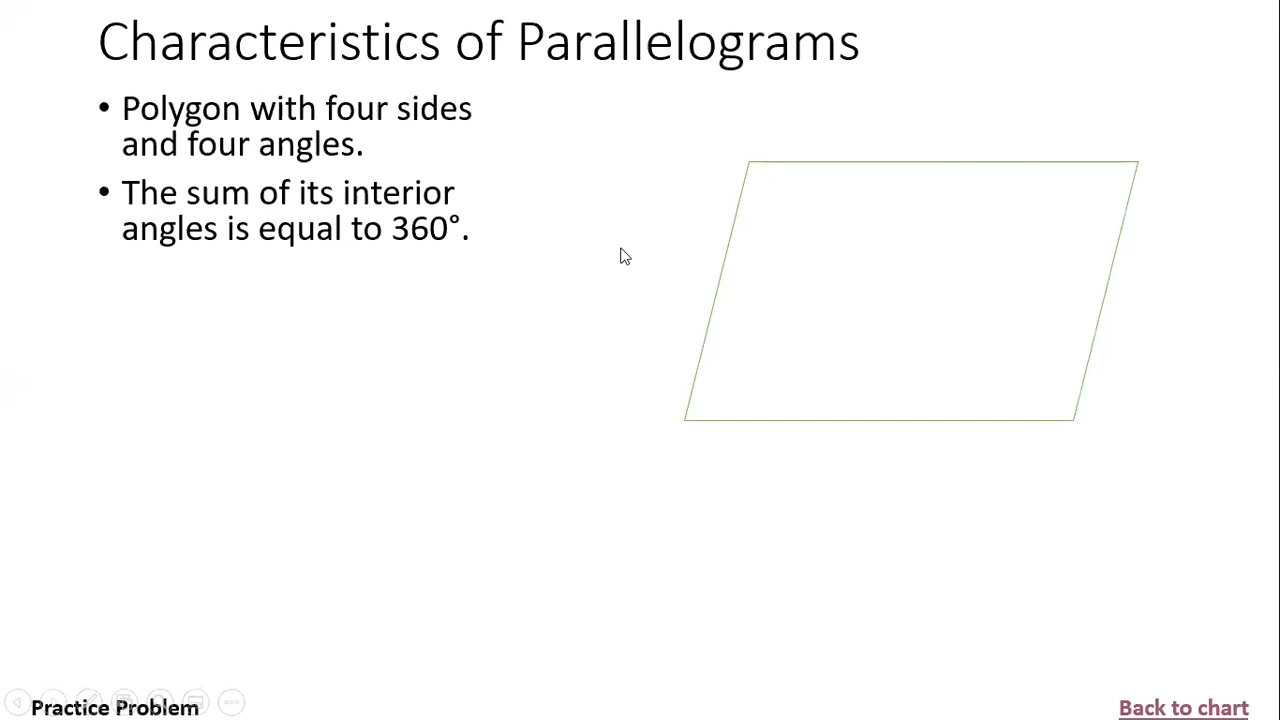 Characteristics of Parallelograms
• Polygon with four sides
and four angles.
• The sum of its interior
angles is equal to 360°.
Practice Problem
Back to chart